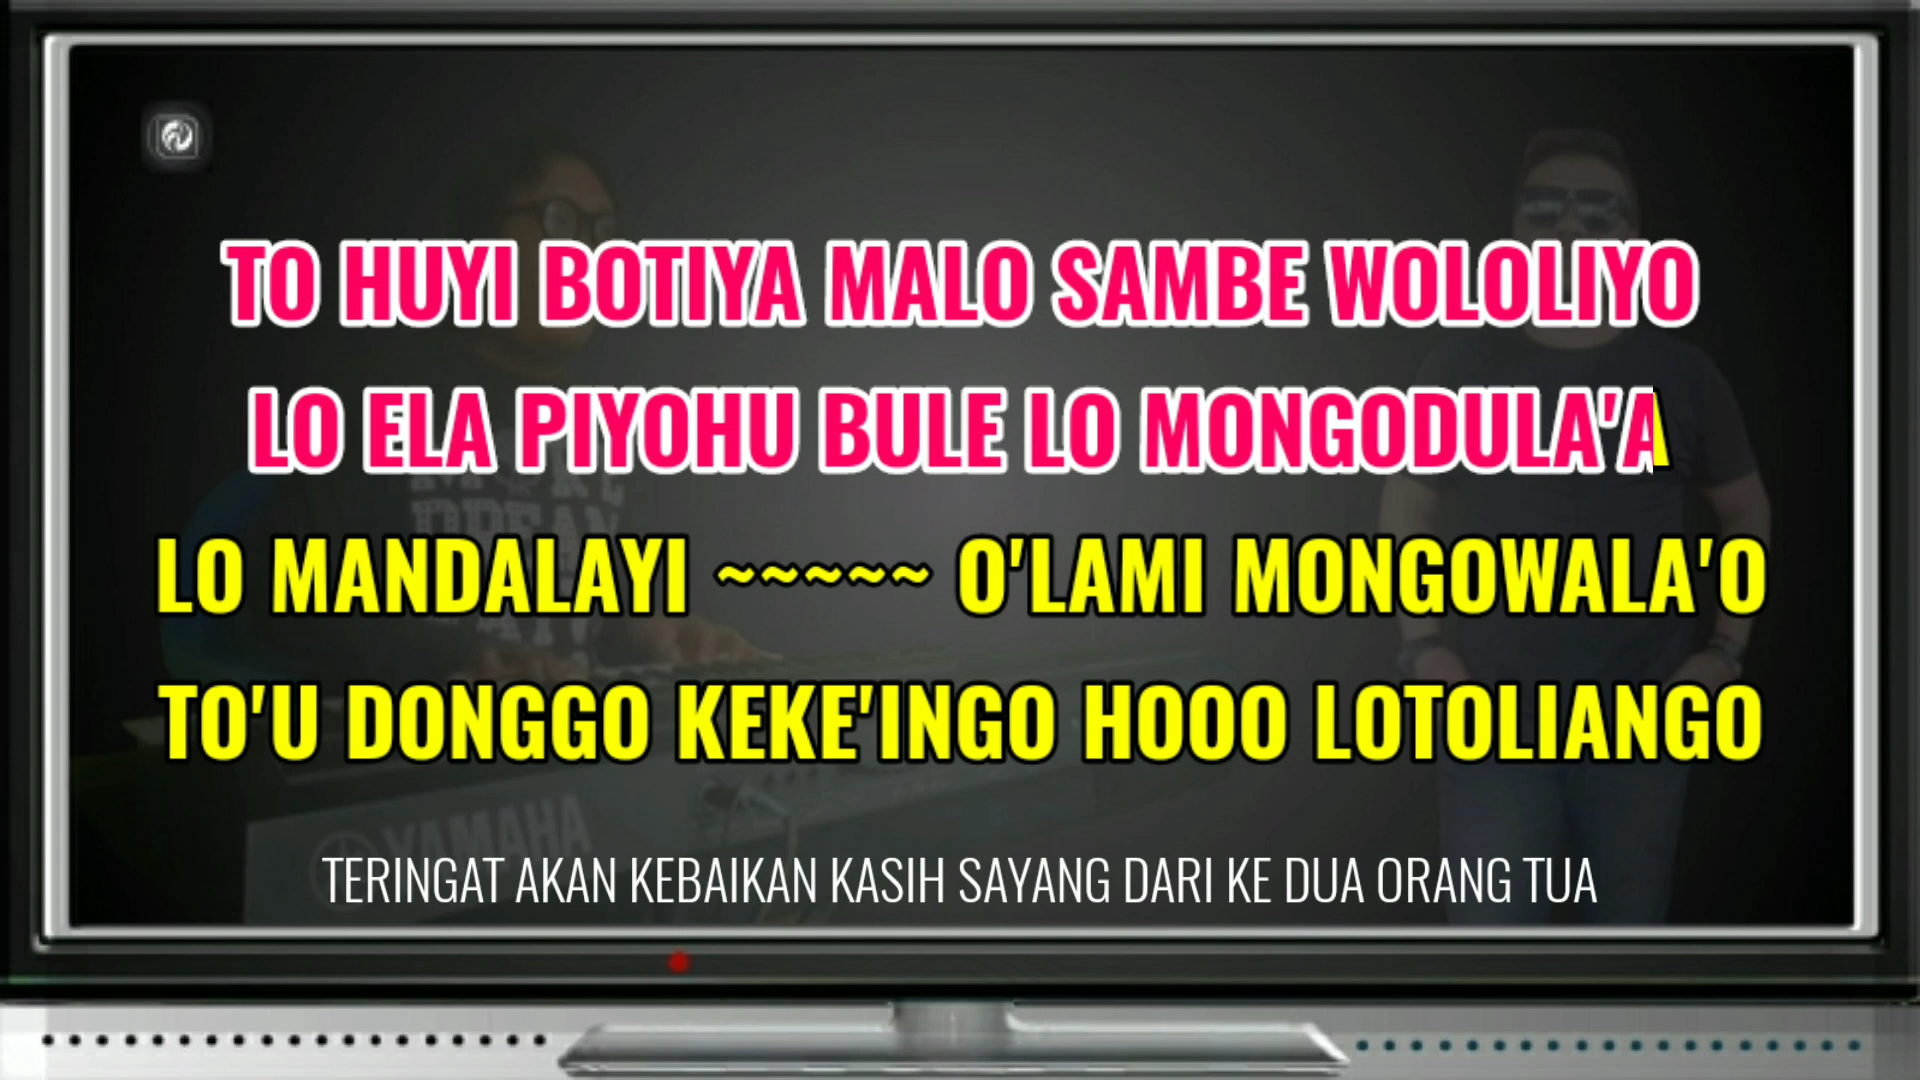 TO HUYI BOTIYA MALO SAMBE WOLOLIYO
LO ELA PIYOHU BULE LO MONGODULA'A
LO MANDALAYI ~~~~~ O'LAMI MONGOWALA'O
TO'U DONGGO KEKE'INGO HOOO LOTOLIANGO
YAMAHA
TERINGAT AKAN KEBAIKAN KASIH SAYANG DARI KE DUA ORANG TUA